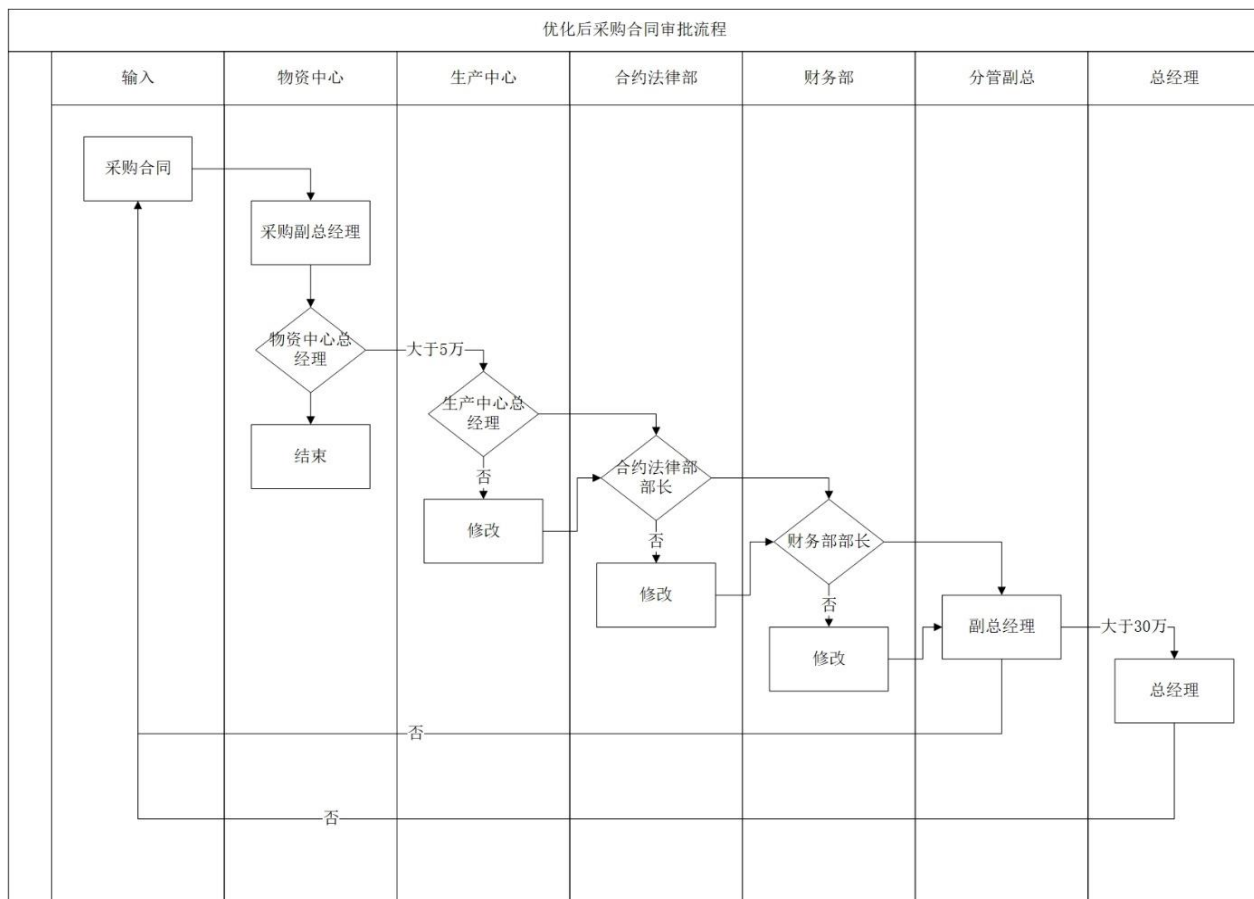 优化后采购合同审批流程
输入
物资中心
生产中心
合约法律部
财务部
分管副总
总经理
采购合同
采购副总经理
物资中心总
经理
大于5万
生产中心总
经理
结束
合约法律部
部长
否
修改
财务部部长
否
修改
否
副总经理
大于30万
修改
总经理
否
否